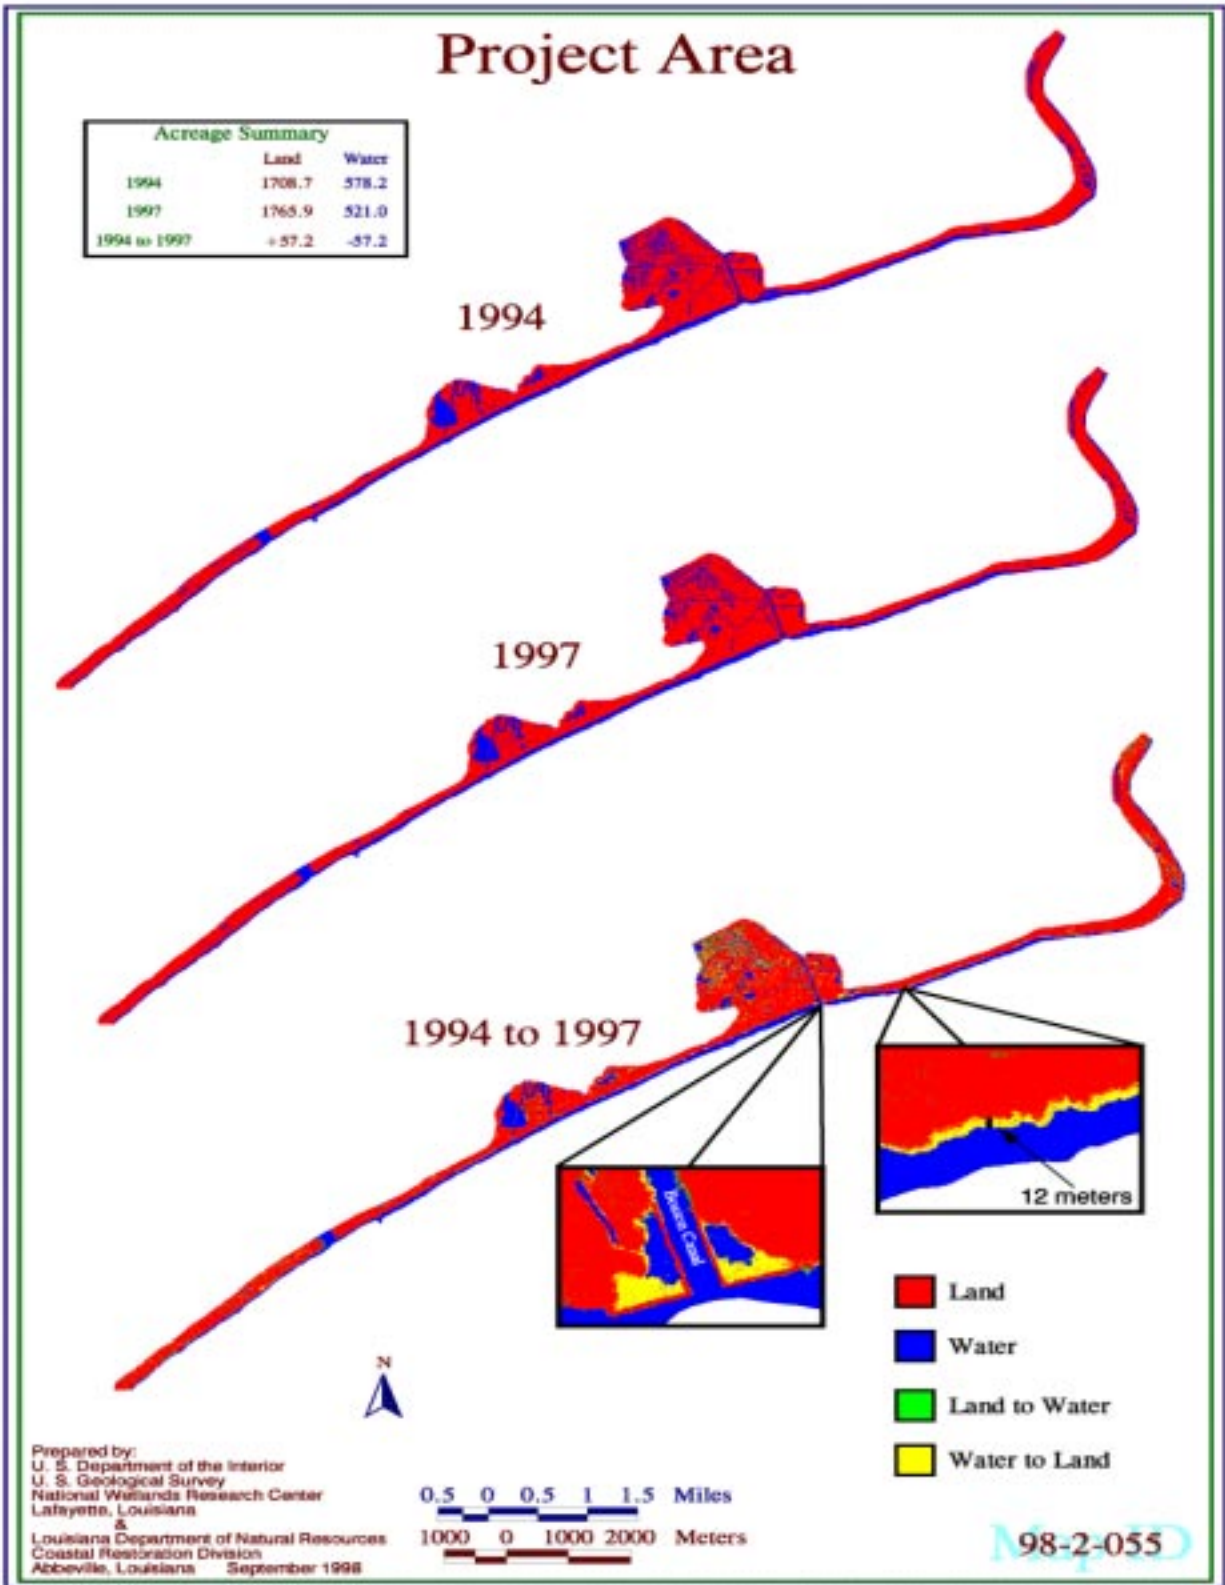 Project Area
Acreage Summary
Land Water
1994 1708.7 578.2
1997 1765.9 521.0
1994 to 1997 +57.2 -57.2
1994
1997
1994 to 1997
12 meters
Canal
Land
Water
Land to Water
Water to Land
N
Prepared by:
U. S. Department of the Interior
U. S. Geological Survey
National Wetlands Research Center
Lafayette, Louisiana
&
Louisiana Department of Natural Resources
Coastal Restoration Division
Abbeville, Louisiana September 1998
0.5 0 0.5 1 1.5 Miles
1000 0 1000 2000 Meters
Map ID
98-2-055